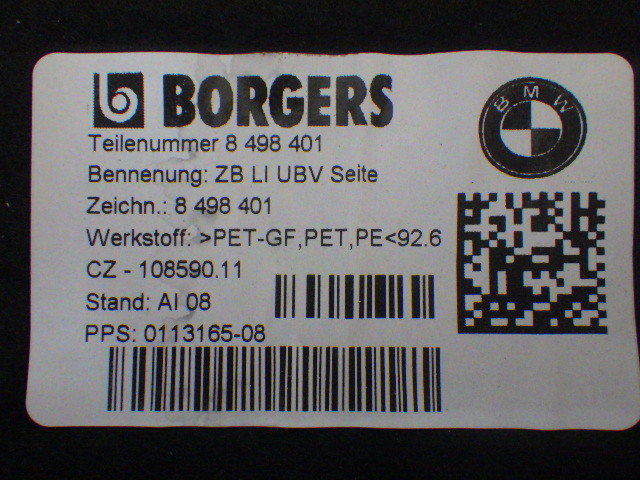 BORGERS
BMW
Teilenummer 8 498 401
Bennenung: ZB LI UBV Seite
Zeichn.: 8 498 401
Werkstoff: >PET-GF,PET,PE<92.6
CZ - 108590.11
Stand: AI 08
PPS: 0113165-08